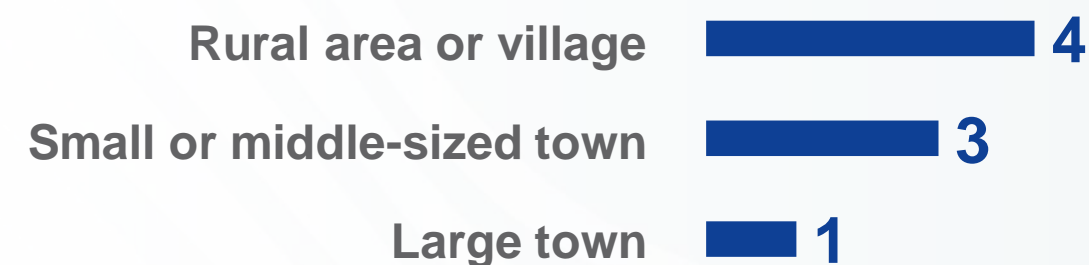 Rural area or village 4
Small or middle-sized town 3
Large town 1